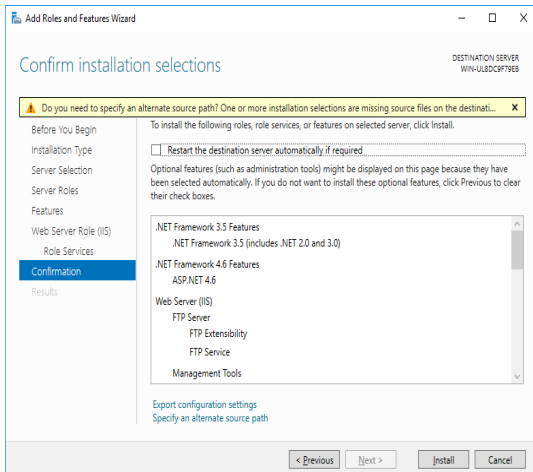 Add Roles and Features Wizard
Confirm installation selections
DESTINATION SERVER
WIN-UL8DC9F79EB
Do you need to specify an alternate source path? One or more installation selections are missing source files on the destinati... X
Before You Begin
Installation Type
Server Selection
Server Roles
Features
Web Server Role (IIS)
Role Services
Confirmation
Results
To install the following roles, role services, or features on selected server, click Install.
Restart the destination server automatically if required
Optional features (such as administration tools) might be displayed on this page because they have
been selected automatically. If you do not want to install these optional features, click Previous to clear
their check boxes.
.NET Framework 3.5 Features
.NET Framework 3.5 (includes .NET 2.0 and 3.0)
.NET Framework 4.6 Features
ASP.NET 4.6
Web Server (IIS)
FTP Server
FTP Extensibility
FTP Service
Management Tools
Export configuration settings
Specify an alternate source path
< Previous
Next >
Install
Cancel